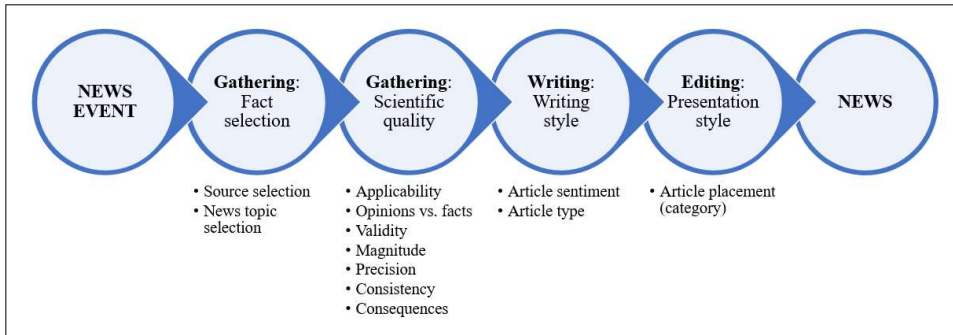 NEWS
EVENT
Gathering:
Fact
selection
Gathering:
Scientific
quality
Writing:
Writing
style
Editing:
Presentation
style
NEWS
• Source selection
• News topic
selection
• Applicability
• Opinions vs. facts
• Validity
• Magnitude
• Precision
• Consistency
• Consequences
• Article sentiment
• Article type
• Article placement
(category)